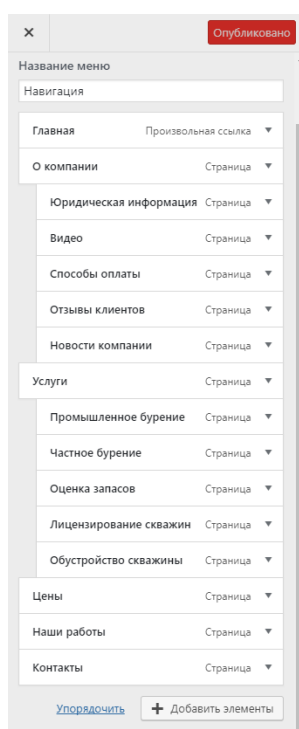 Опубликовано
Название меню
Навигация
Главная Произвольная ссылка
О компании Страница
Юридическая информация Страница
Видео Страница
Способы оплаты Страница
Отзывы клиентов Страница
Новости компании Страница
Услуги Страница
Промышленное бурение Страница
Частное бурение Страница
Оценка запасов Страница
Лицензирование скважин Страница
Обустройство скважины Страница
Цены Страница
Наши работы Страница
Контакты Страница
Упорядочить + Добавить элементы